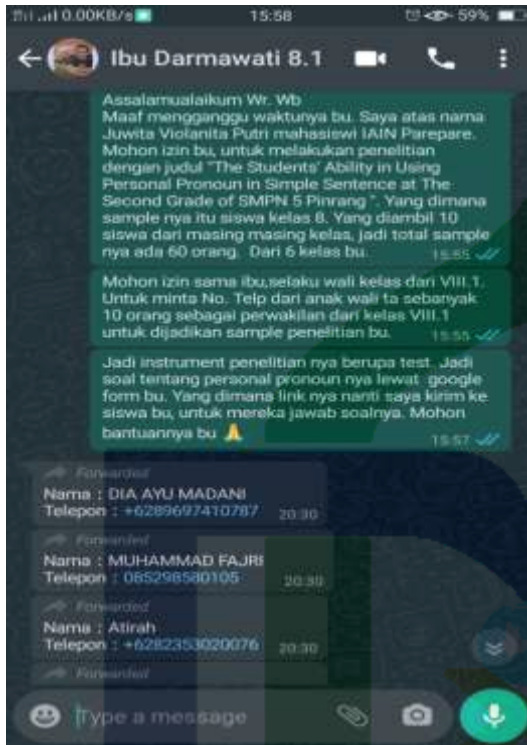 0.00KB/s 15:58 59%
Ibu Darmawati 8.1
Assalamualaikum Wr. Wb
Maaf mengganggu waktunya bu. Saya atas nama
Juwita Violanita Putri mahasiswi IAIN Parepare.
Mohon izin bu, untuk melakukan penelitian
dengan judul "The Students' Ability in Using
Personal Pronoun in Simple Sentence at The
Second Grade of SMPN 5 Pinrang ". Yang dimana
sample nya itu siswa kelas 8. Yang diambil 10
siswa dari masing masing kelas, jadi total sample
nya ada 60 orang. Dari 6 kelas bu.
15:55
Mohon izin sama ibu,selaku wali kelas dari VIII.1.
Untuk minta No. Telp dari anak wali ta sebanyak
10 orang sebagai perwakilan dari kelas VIII.1
untuk dijadikan sample penelitian bu.
15:55
Jadi instrument penelitian nya berupa test. Jadi
soal tentang personal pronoun nya lewat google
form bu. Yang dimana link nya nanti saya kirim ke
siswa bu, untuk mereka jawab soalnya. Mohon
bantuannya bu 🙏
15:57
Forwarded
Nama : DIA AYU MADANI
Telepon : +6289697410787 20:30
Forwarded
Nama : MUHAMMAD FAJRI
Telepon : 085298580105 20:30
Forwarded
Nama : Atirah
Telepon : +6282353020076 20:30
Forwarded
Type a message